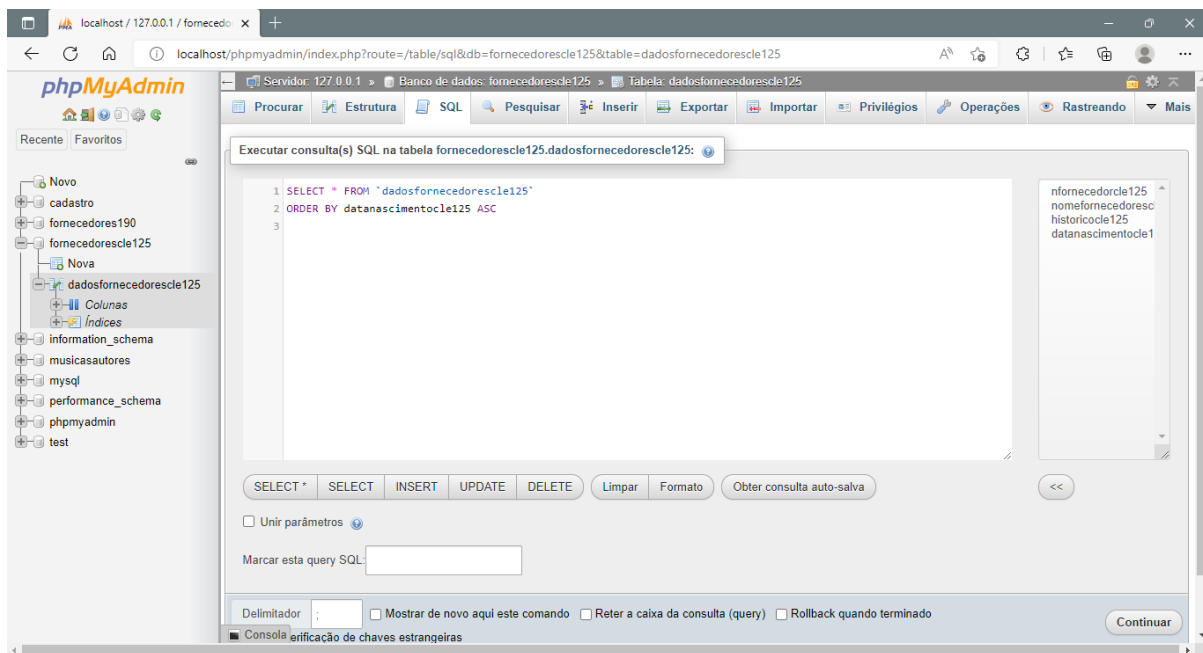 localhost / 127.0.0.1 / fornecedo
localhost/phpmyadmin/index.php?route=/table/sql&db=fornecedorescle125&table=dadosfornecedorescle125
phpMyAdmin
Recente Favoritos
Novo
cadastro
fornecedores190
fornecedorescle125
Nova
dadosfornecedorescle125
Colunas
Índices
information_schema
musicasautores
mysql
performance_schema
phpmyadmin
test
Servidor: 127.0.0.1 » Banco de dados: fornecedorescle125 » Tabela: dadosfornecedorescle125
Procurar Estrutura SQL Pesquisar Inserir Exportar Importar Privilégios Operações Rastreando Mais
Executar consulta(s) SQL na tabela fornecedorescle125.dadosfornecedorescle125:
1 SELECT * FROM `dadosfornecedorescle125`
2 ORDER BY datanascimentocle125 ASC
3
nfornecedorcle125
nomefornecedoresc
historicocle125
datanascimentocle1
SELECT * SELECT INSERT UPDATE DELETE Limpar Formato Obter consulta auto-salva <<
Unir parâmetros
Marcar esta query SQL:
Delimitador ; Mostrar de novo aqui este comando Reter a caixa da consulta (query) Rollback quando terminado
Continuar
Consola erificação de chaves estrangeiras